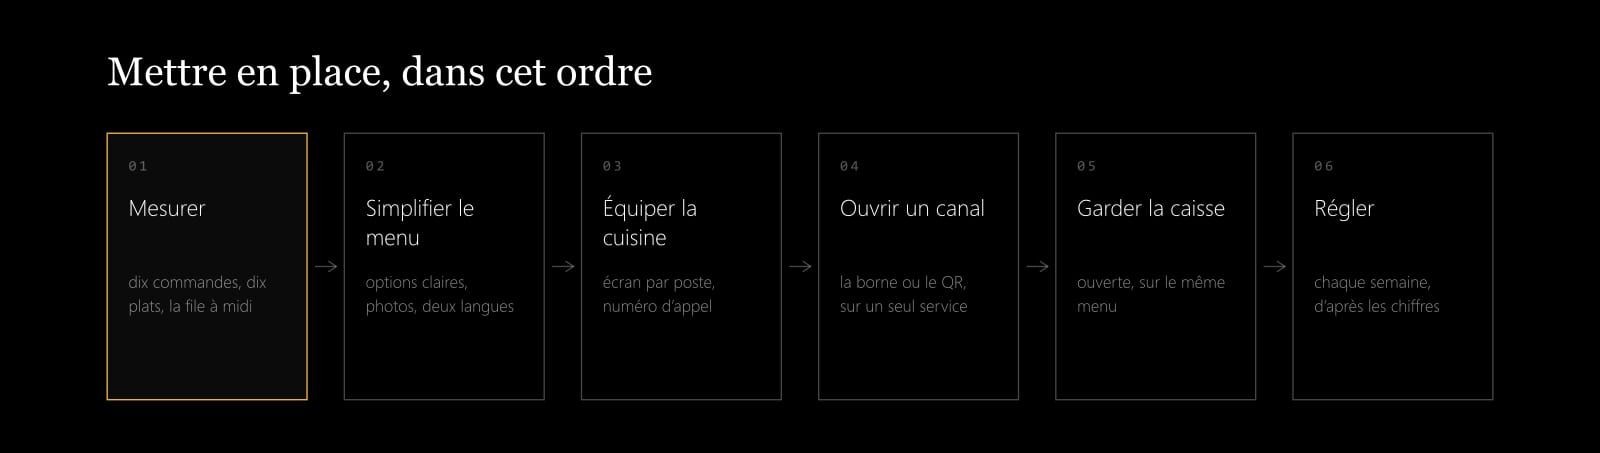 Mettre en place, dans cet ordre
01
Mesurer
dix commandes, dix
plats, la file à midi
02
Simplifier le
menu
options claires,
photos, deux langues
03
Équiper la
cuisine
écran par poste,
numéro d’appel
04
Ouvrir un canal
la borne ou le QR,
sur un seul service
05
Garder la caisse
ouverte, sur le même
menu
06
Régler
chaque semaine,
d’après les chiffres